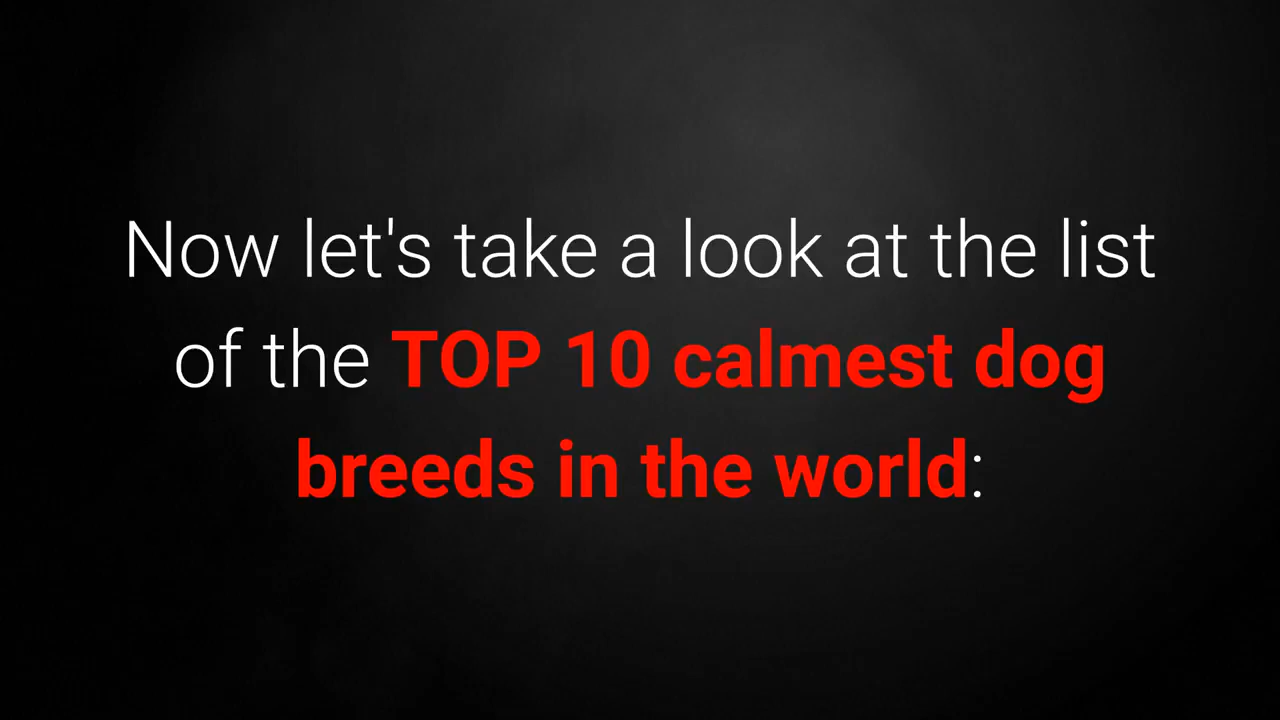 Now let's take a look at the list
of the TOP 10 calmest dog
breeds in the world: